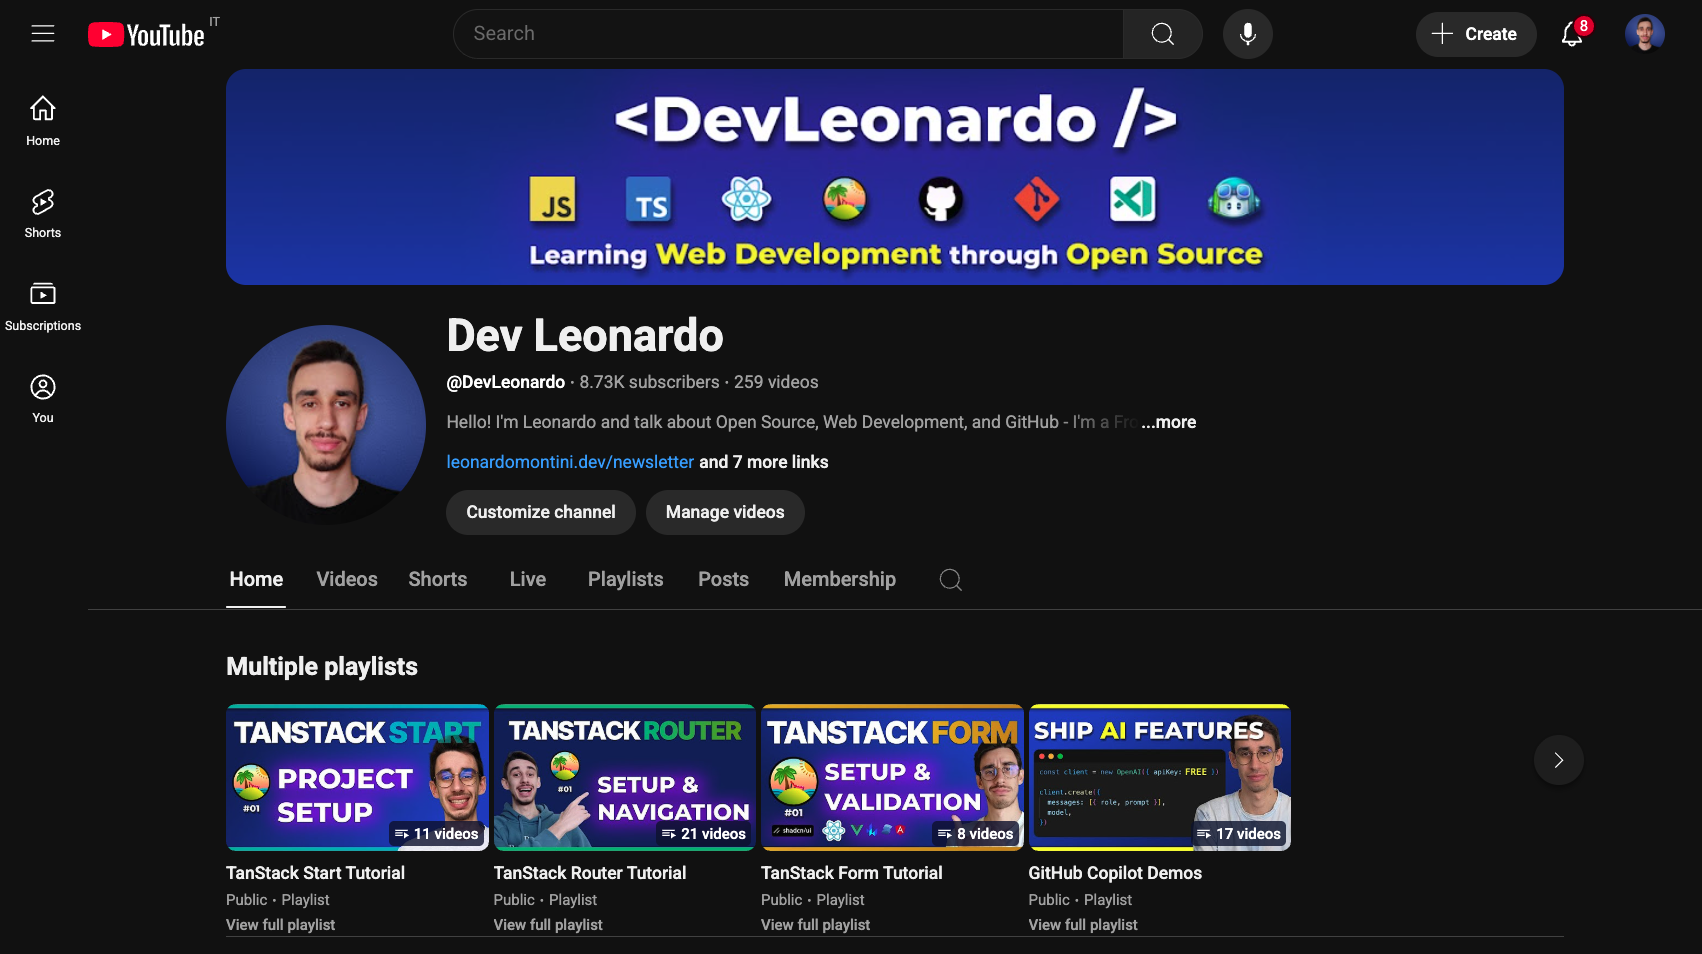 YouTube IT
Search
Create
8
Home
Shorts
Subscriptions
You
<DevLeonardo />
JS TS
Learning Web Development through Open Source
Dev Leonardo
@DevLeonardo · 8.73K subscribers · 259 videos
Hello! I'm Leonardo and talk about Open Source, Web Development, and GitHub - I'm a Fro ...more
leonardomontini.dev/newsletter and 7 more links
Customize channel Manage videos
Home Videos Shorts Live Playlists Posts Membership
Multiple playlists
TANSTACK START
PROJECT
SETUP
#01
11 videos
TANSTACK ROUTER
#01
SETUP &
NAVIGATION
21 videos
TANSTACK FORM
SETUP &
VALIDATION
#01
shadcn/ui
8 videos
SHIP AI FEATURES
const client = new OpenAI({ apiKey: FREE })
client.create({
messages: [{ role, prompt }],
model,
})
17 videos
TanStack Start Tutorial
Public • Playlist
View full playlist
TanStack Router Tutorial
Public • Playlist
View full playlist
TanStack Form Tutorial
Public • Playlist
View full playlist
GitHub Copilot Demos
Public • Playlist
View full playlist